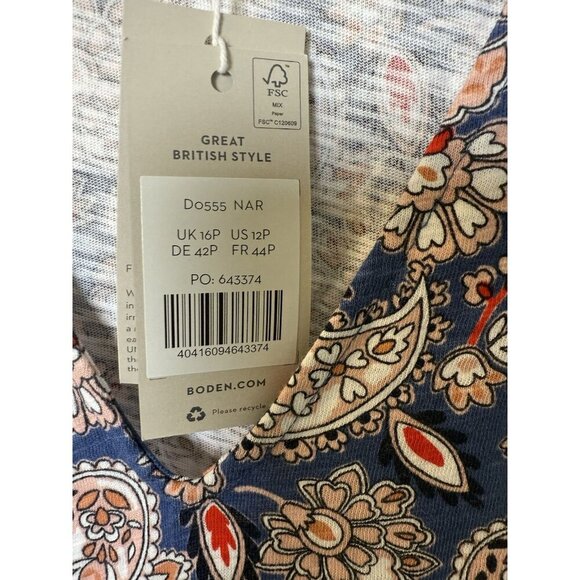 FSC
MIX
Paper
FSC™ C120609
GREAT
BRITISH STYLE
D0555 NAR
UK 16P US 12P
DE 42P FR 44P
PO: 643374
40416094643374
BODEN.COM
Please recycle